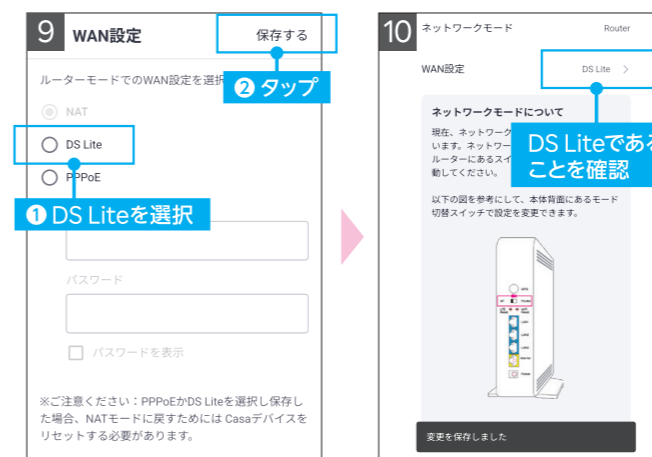 9 WAN設定 保存する
ルーターモードでのWAN設定を選択
❷ タップ
NAT
DS Lite
PPPoE
❶ DS Liteを選択
パスワード
パスワードを表示
※ご注意ください：PPPoEかDS Liteを選択し保存し
た場合、NATモードに戻すためには Casaデバイスを
リセットする必要があります。
10 ネットワークモード Router
WAN設定 DS Lite >
ネットワークモードについて
現在、ネットワーク
います。ネットワー
ルーターにあるスイ
動してください。
DS Liteである
ことを確認
以下の図を参考にして、本体背面にあるモード
切替スイッチで設定を変更できます。
変更を保存しました